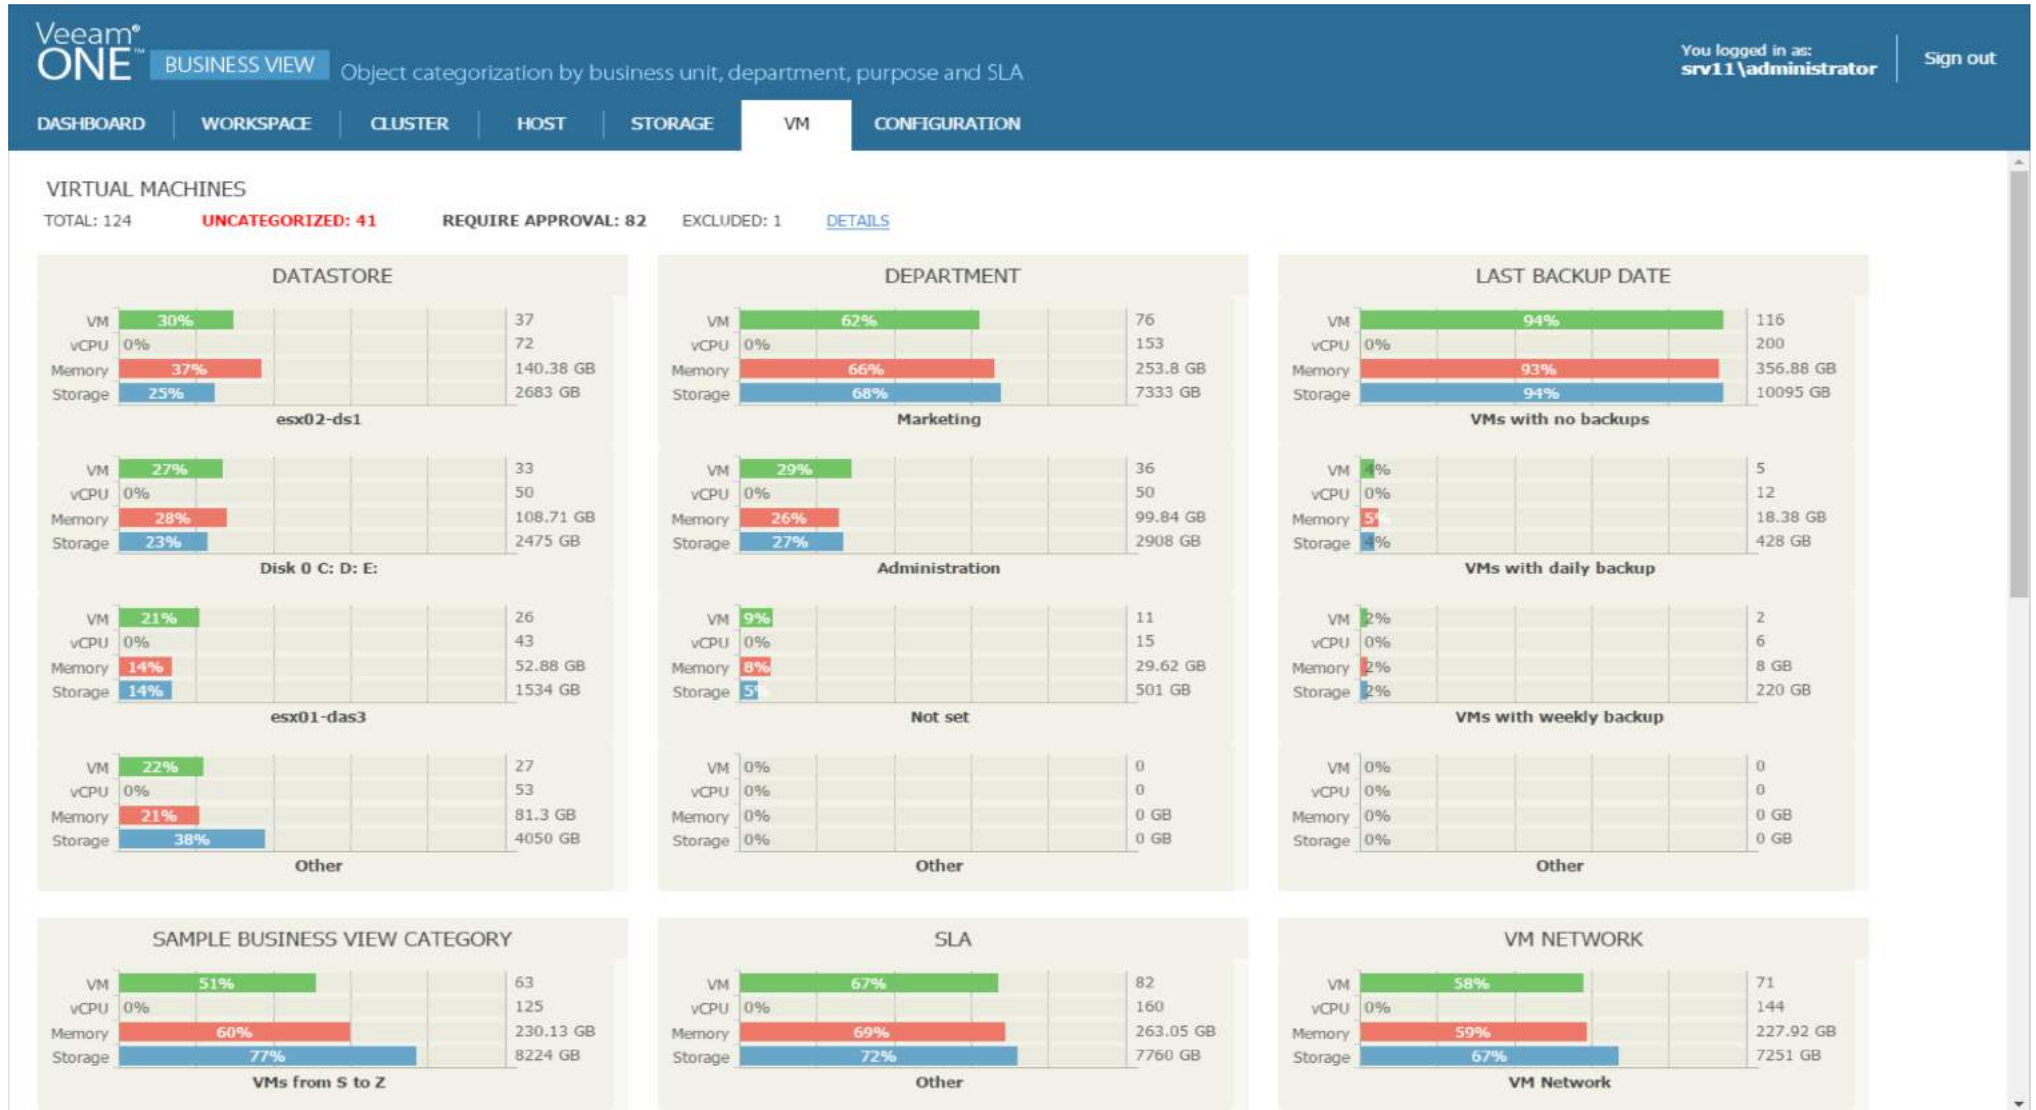 Veeam®
ONE™ BUSINESS VIEW Object categorization by business unit, department, purpose and SLA
You logged in as:
srv11\administrator
Sign out
DASHBOARD WORKSPACE CLUSTER HOST STORAGE VM CONFIGURATION
VIRTUAL MACHINES
TOTAL: 124 UNCATEGORIZED: 41 REQUIRE APPROVAL: 82 EXCLUDED: 1 DETAILS
DATASTORE
VM 30% 37
vCPU 0% 72
Memory 37% 140.38 GB
Storage 25% 2683 GB
esx02-ds1
VM 27% 33
vCPU 0% 50
Memory 28% 108.71 GB
Storage 23% 2475 GB
Disk 0 C: D: E:
VM 21% 26
vCPU 0% 43
Memory 14% 52.88 GB
Storage 14% 1534 GB
esx01-das3
VM 22% 27
vCPU 0% 53
Memory 21% 81.3 GB
Storage 38% 4050 GB
Other
DEPARTMENT
VM 62% 76
vCPU 0% 153
Memory 66% 253.8 GB
Storage 68% 7333 GB
Marketing
VM 29% 36
vCPU 0% 50
Memory 26% 99.84 GB
Storage 27% 2908 GB
Administration
VM 9% 11
vCPU 0% 15
Memory 8% 29.62 GB
Storage 5% 501 GB
Not set
VM 0% 0
vCPU 0% 0
Memory 0% 0 GB
Storage 0% 0 GB
Other
LAST BACKUP DATE
VM 94% 116
vCPU 0% 200
Memory 93% 356.88 GB
Storage 94% 10095 GB
VMs with no backups
VM 4% 5
vCPU 0% 12
Memory 5% 18.38 GB
Storage 4% 428 GB
VMs with daily backup
VM 2% 2
vCPU 0% 6
Memory 2% 8 GB
Storage 2% 220 GB
VMs with weekly backup
VM 0% 0
vCPU 0% 0
Memory 0% 0 GB
Storage 0% 0 GB
Other
SAMPLE BUSINESS VIEW CATEGORY
VM 51% 63
vCPU 0% 125
Memory 60% 230.13 GB
Storage 77% 8224 GB
VMs from S to Z
SLA
VM 67% 82
vCPU 0% 160
Memory 69% 263.05 GB
Storage 72% 7760 GB
Other
VM NETWORK
VM 58% 71
vCPU 0% 144
Memory 59% 227.92 GB
Storage 67% 7251 GB
VM Network